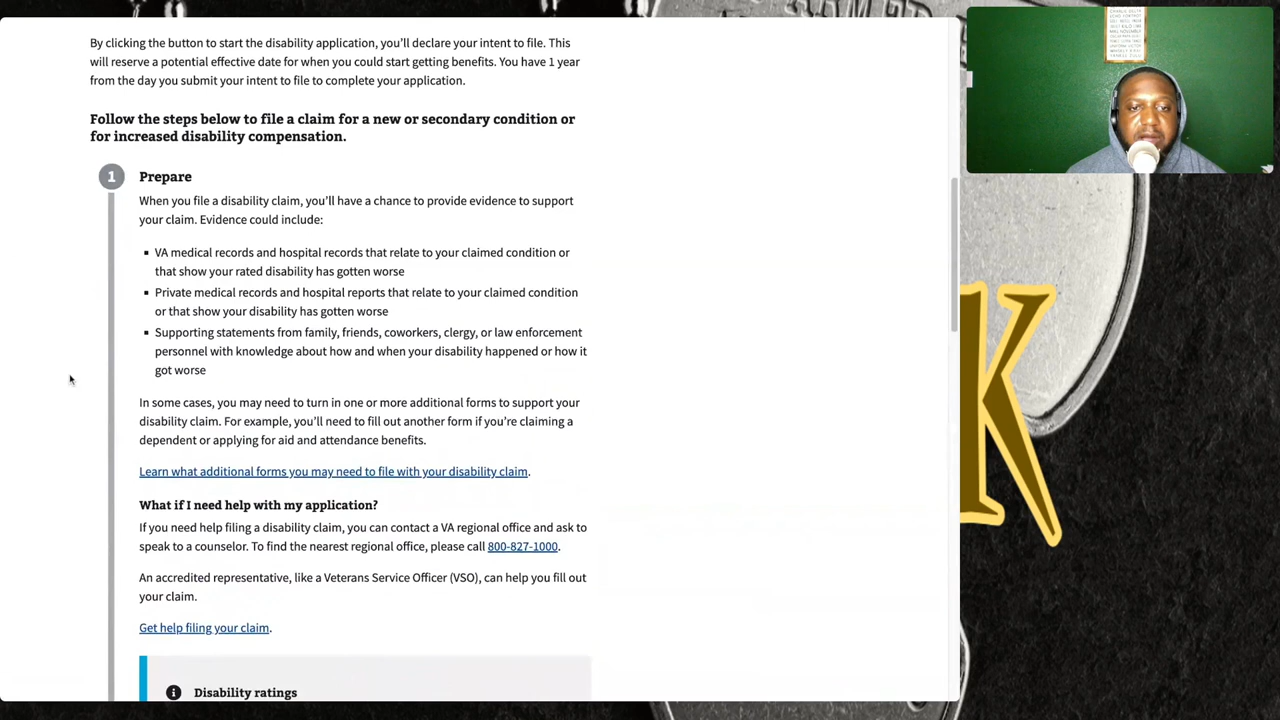 By clicking the button to start the disability application, you'll declare your intent to file. This
will reserve a potential effective date for when you could start getting benefits. You have 1 year
from the day you submit your intent to file to complete your application.
Follow the steps below to file a claim for a new or secondary condition or
for increased disability compensation.
1 Prepare
When you file a disability claim, you'll have a chance to provide evidence to support
your claim. Evidence could include:
VA medical records and hospital records that relate to your claimed condition or
that show your rated disability has gotten worse
Private medical records and hospital reports that relate to your claimed condition
or that show your disability has gotten worse
Supporting statements from family, friends, coworkers, clergy, or law enforcement
personnel with knowledge about how and when your disability happened or how it
got worse
In some cases, you may need to turn in one or more additional forms to support your
disability claim. For example, you'll need to fill out another form if you're claiming a
dependent or applying for aid and attendance benefits.
Learn what additional forms you may need to file with your disability claim.
What if I need help with my application?
If you need help filing a disability claim, you can contact a VA regional office and ask to
speak to a counselor. To find the nearest regional office, please call 800-827-1000.
An accredited representative, like a Veterans Service Officer (VSO), can help you fill out
your claim.
Get help filing your claim.
Disability ratings
K